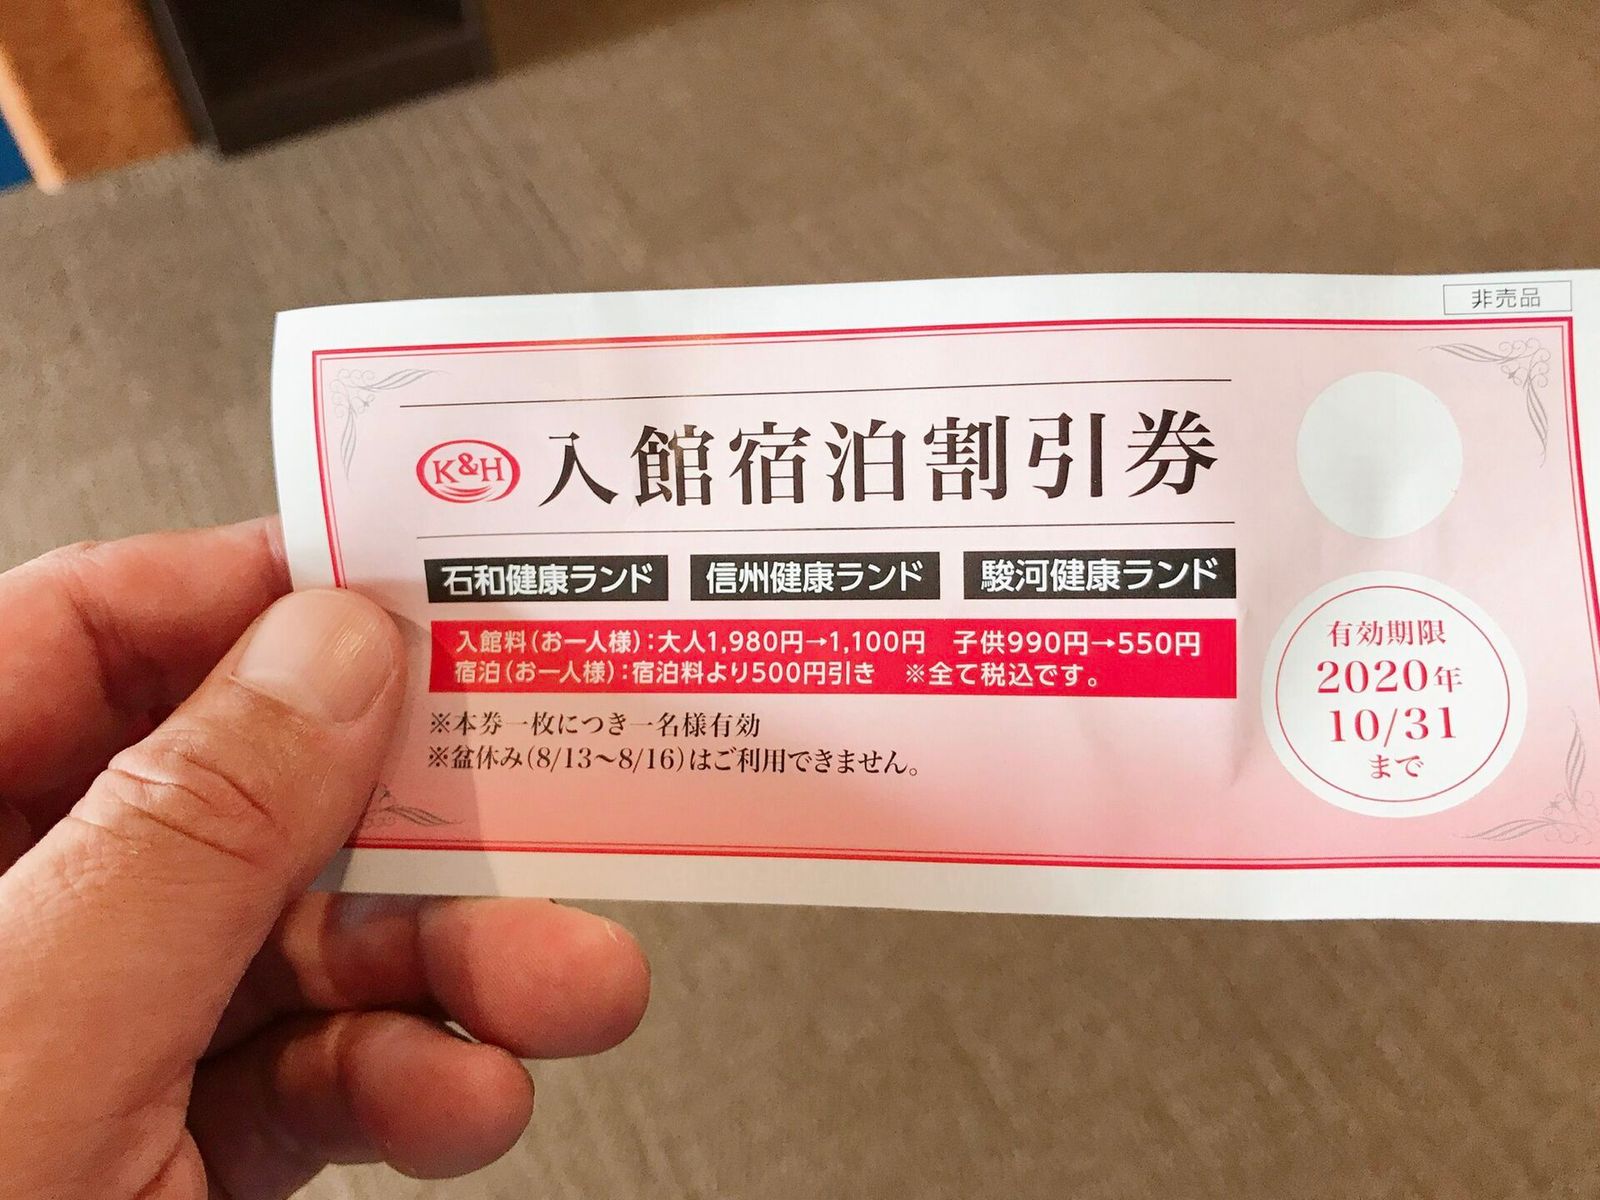 非売品
K&H 入館宿泊割引券
石和健康ランド 信州健康ランド 駿河健康ランド
入館料(お一人様):大人1,980円→1,100円 子供990円→550円
宿泊(お一人様):宿泊料より500円引き ※全て税込です。
※本券一枚につき一名様有効
※盆休み(8/13〜8/16)はご利用できません。
有効期限
2020年
10/31
まで